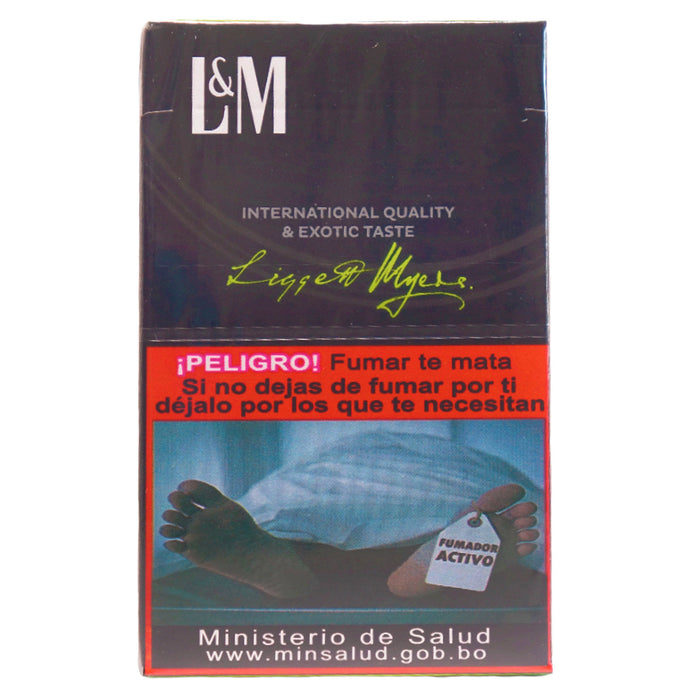 L&M
INTERNATIONAL QUALITY
& EXOTIC TASTE
Liggett Myers.
¡PELIGRO! Fumar te mata
Si no dejas de fumar por ti
déjalo por los que te necesitan
FUMADOR
ACTIVO
Ministerio de Salud
www.minsalud.gob.bo